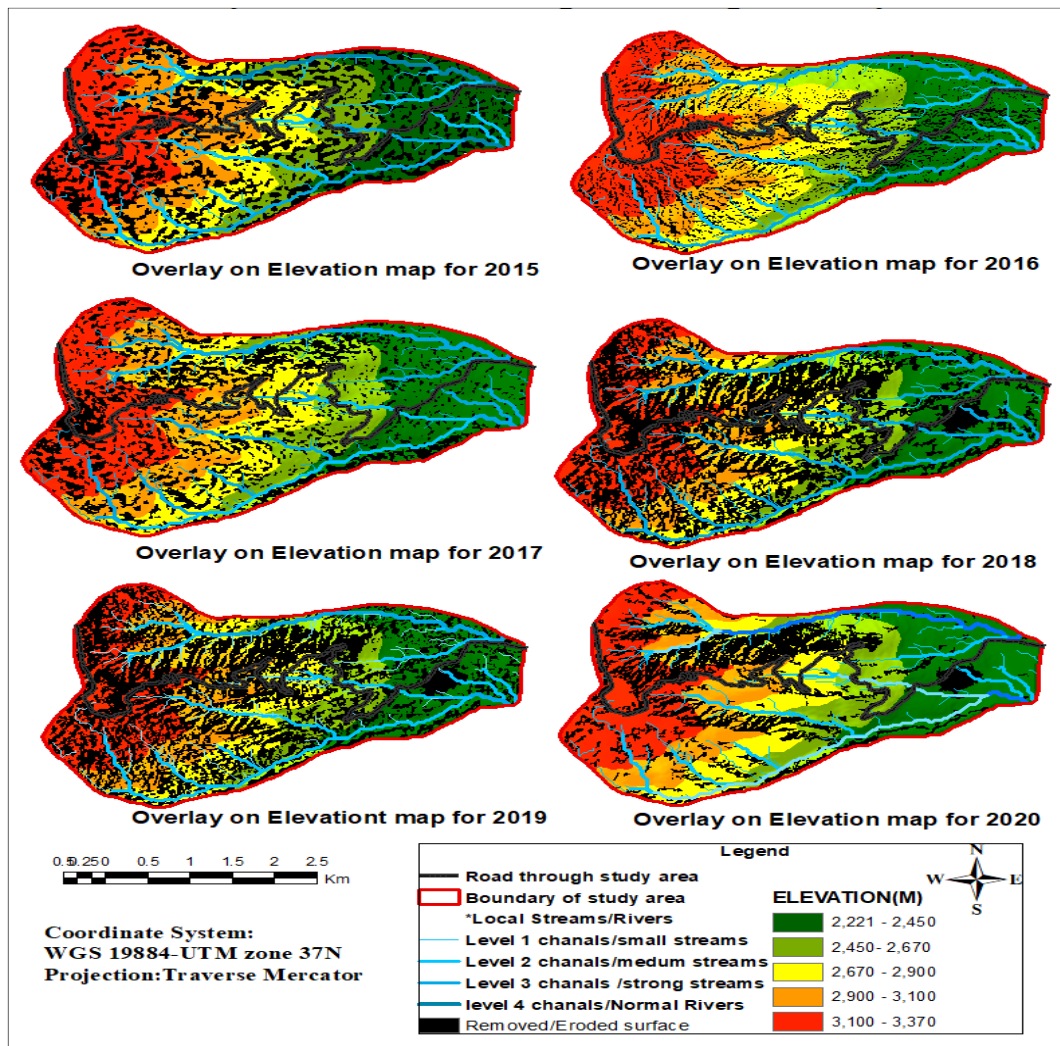 Overlay on Elevation map for 2015
Overlay on Elevation map for 2016
Overlay on Elevation map for 2017
Overlay on Elevation map for 2018
Overlay on Elevationt map for 2019
Overlay on Elevation map for 2020
0.5 0.25 0 0.5 1 1.5 2 2.5
Km
Coordinate System:
WGS 19884-UTM zone 37N
Projection:Traverse Mercator
Legend
Road through study area
Boundary of study area
*Local Streams/Rivers
Level 1 chanals/small streams
Level 2 chanals/medum streams
Level 3 chanals /strong streams
level 4 chanals/Normal Rivers
Removed/Eroded surface
N
W E
S
ELEVATION(M)
2,221 - 2,450
2,450- 2,670
2,670 - 2,900
2,900 - 3,100
3,100 - 3,370